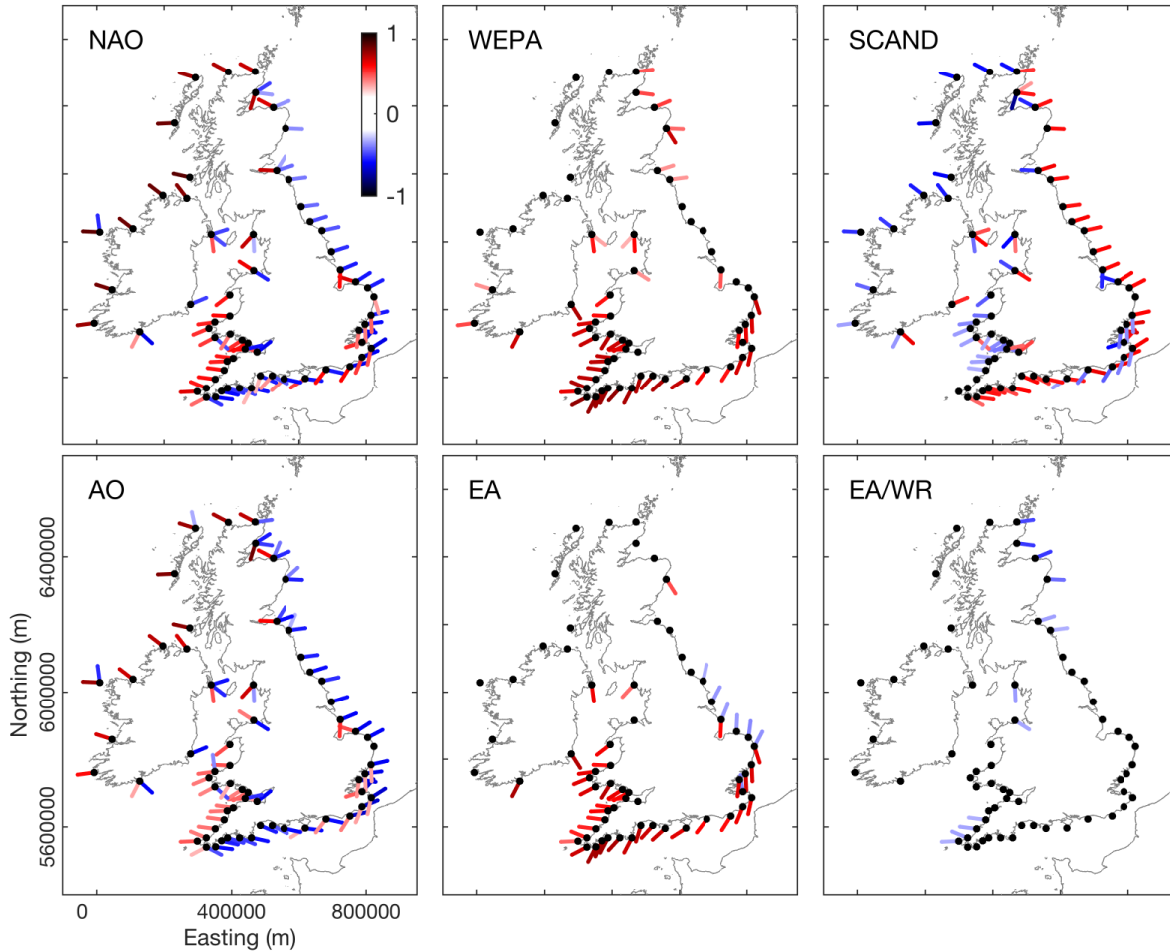 NAO
1
0
-1
WEPA
SCAND
AO
EA
EA/WR
6400000
6000000
5600000
Northing (m)
0
400000
800000
Easting (m)